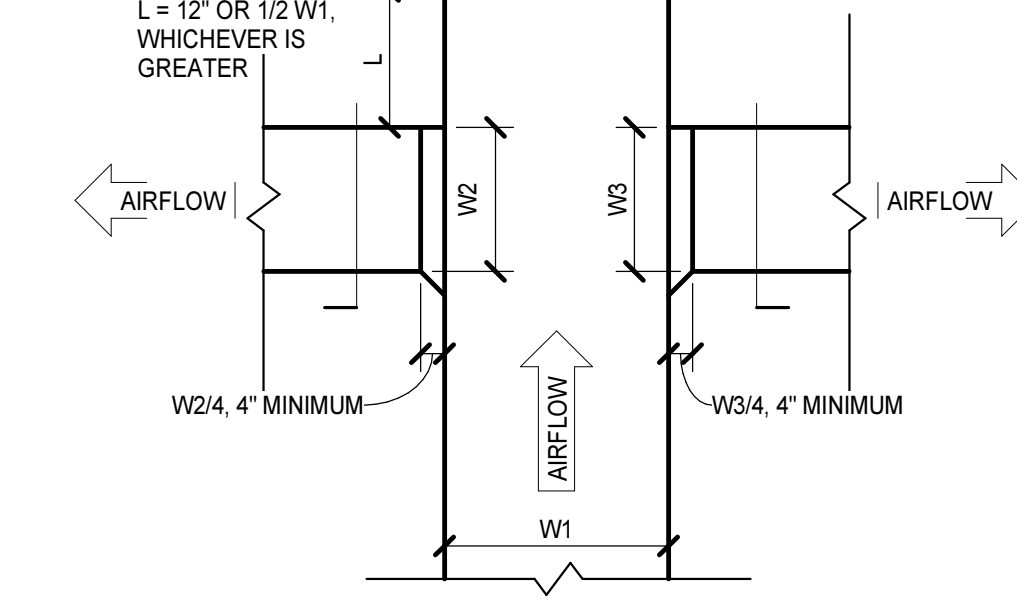 L = 12" OR 1/2 W1,
WHICHEVER IS
GREATER
L
W2
W3
AIRFLOW
AIRFLOW
W2/4, 4" MINIMUM
AIRFLOW
W3/4, 4" MINIMUM
W1